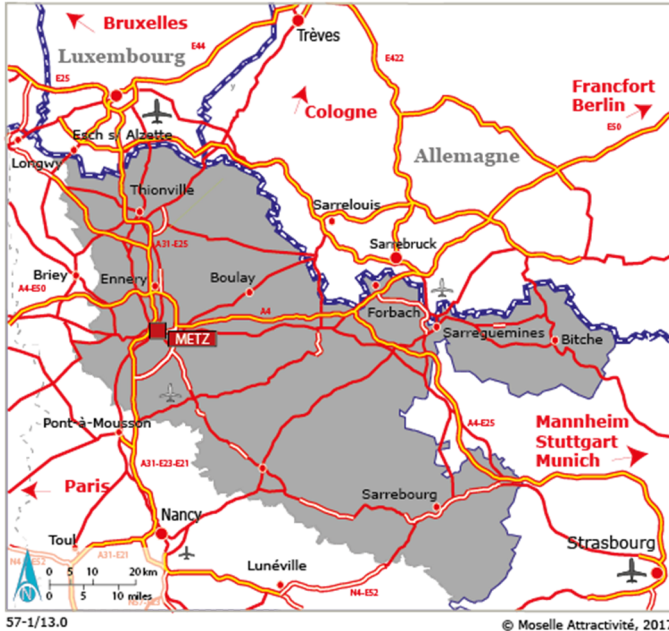 Bruxelles
Luxembourg
E44
Trèves
E25
E422
Cologne
Francfort
Berlin
E50
Esch s/ Alzette
Longwy
Allemagne
Thionville
Sarrelouis
A31-E25
Sarrebruck
Briey
Ennery
Boulay
A4-E50
Forbach
A4
Sarreguemines
METZ
Bitche
Pont-à-Mousson
A4-E25
Mannheim
Stuttgart
Munich
A31-E23-E21
Paris
Sarrebourg
Nancy
Toul
Strasbourg
A31-E21
N4-E52
Lunéville
N4-E52
0 5 10 20km
0 5 10 miles
N
57-1/13.0
© Moselle Attractivité,